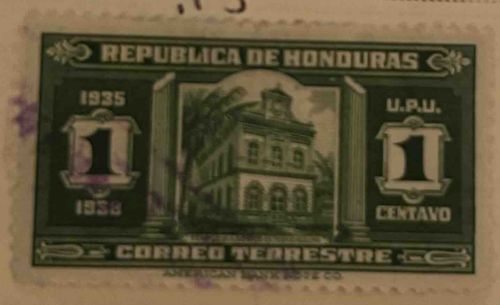 REPUBLICA DE HONDURAS
1935
U.P.U.
1
1
1938
CENTAVO
CORREO TERRESTRE
AMERICAN BANK NOTE CO.